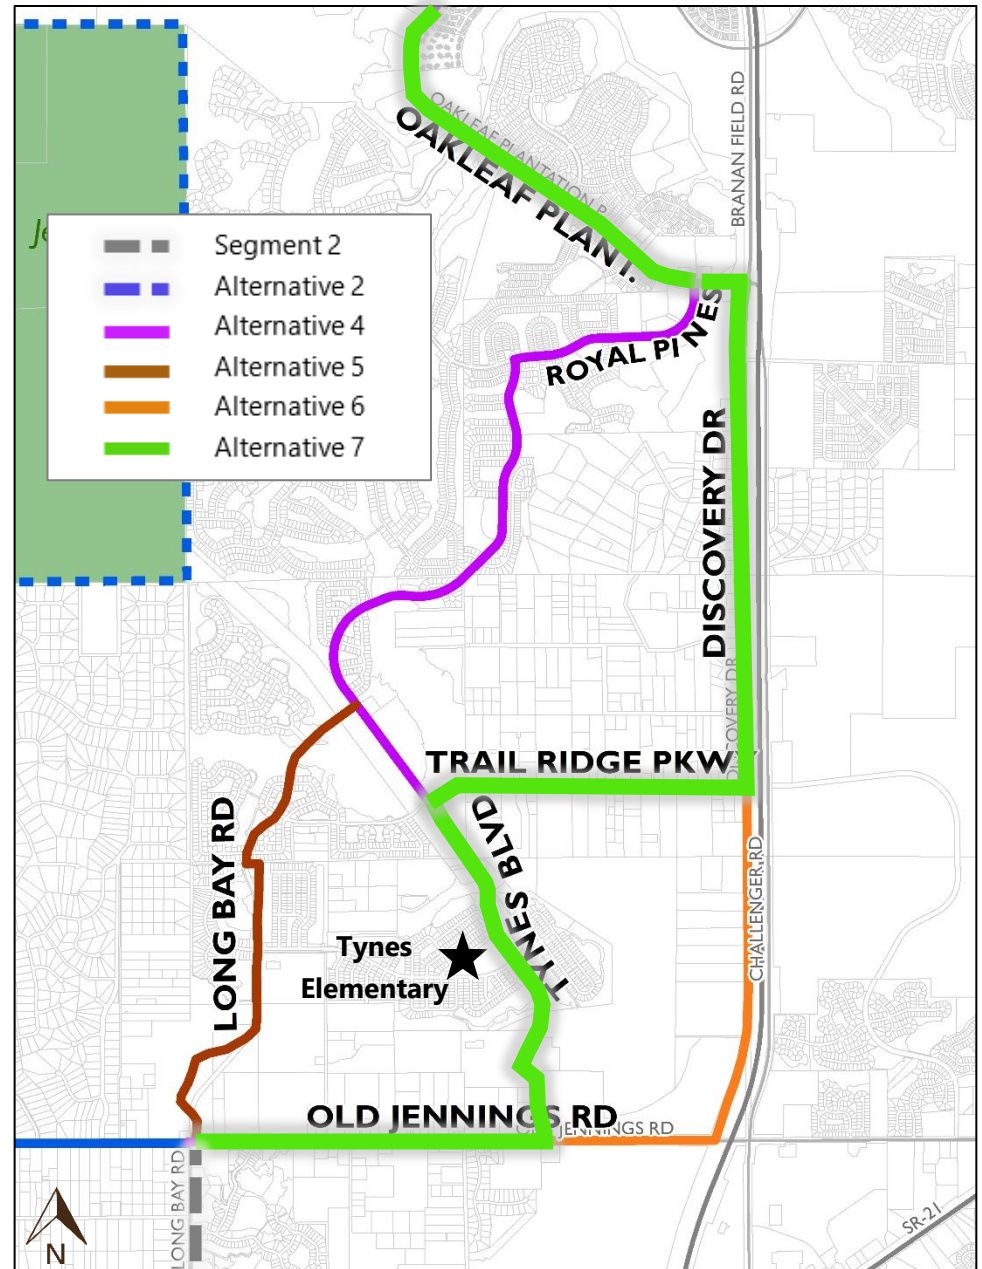 OAKLEAF PLANTATION P
OAKLEAF PLANT.
BRANAN FIELD RD
Je
Segment 2
Alternative 2
Alternative 4
Alternative 5
Alternative 6
Alternative 7
ROYAL PINES
DISCOVERY DR
DISCOVERY DR
TRAIL RIDGE PKWY
TYNES BLVD
LONG BAY RD
CHALLENGER RD
Tynes
Elementary
OLD JENNINGS RD
OLD JENNINGS RD
LONG BAY RD
SR-21
N